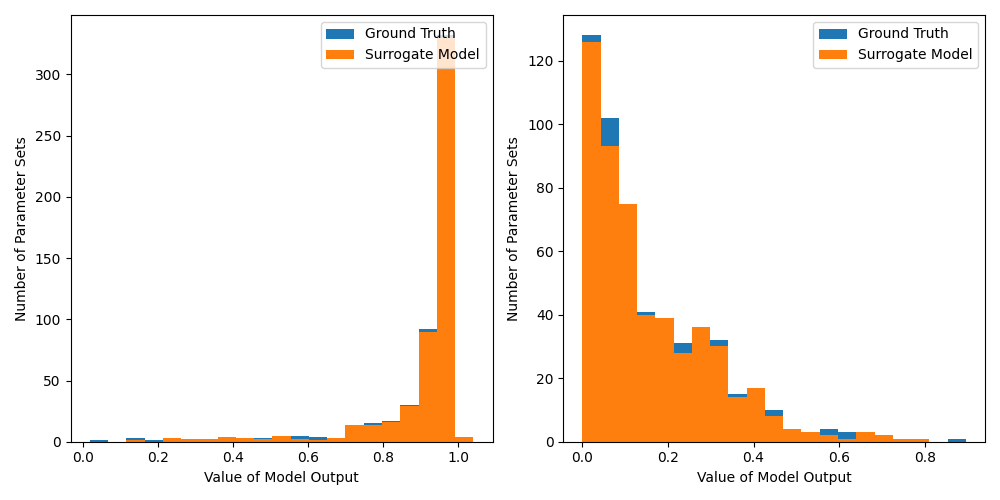 Ground Truth
Surrogate Model
Number of Parameter Sets
300
250
200
150
100
50
0
0.0 0.2 0.4 0.6 0.8 1.0
Value of Model Output
Ground Truth
Surrogate Model
Number of Parameter Sets
120
100
80
60
40
20
0
0.0 0.2 0.4 0.6 0.8
Value of Model Output